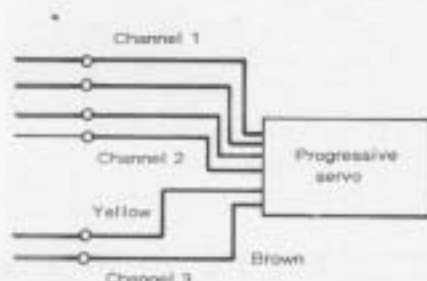 Channel 1
Channel 2
Progressive
servo
Yellow
Brown
Channel 3